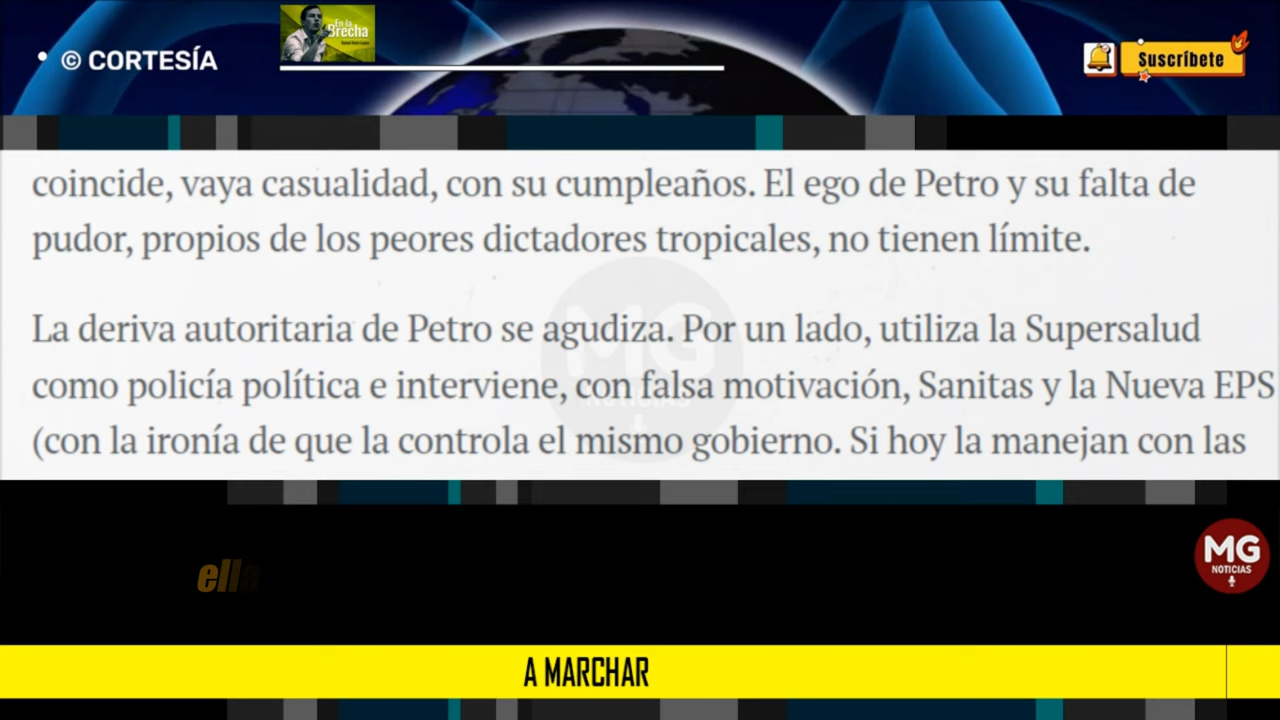 © CORTESÍA
En la
Brecha
Suscríbete
coincide, vaya casualidad, con su cumpleaños. El ego de Petro y su falta de
pudor, propios de los peores dictadores tropicales, no tienen límite.
La deriva autoritaria de Petro se agudiza. Por un lado, utiliza la Supersalud
como policía política e interviene, con falsa motivación, Sanitas y la Nueva EPS
(con la ironía de que la controla el mismo gobierno. Si hoy la manejan con las
MG
NOTICIAS
ella
MG
NOTICIAS
A MARCHAR